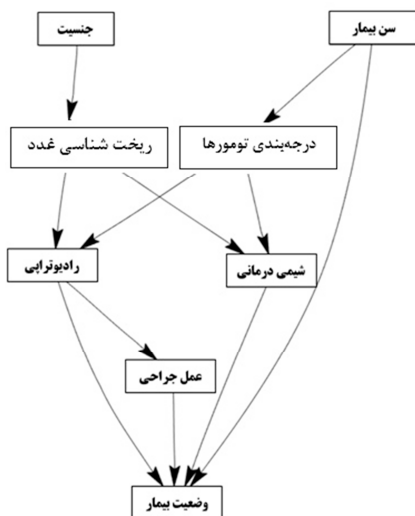 جنسیت
سن بیمار
ریخت شناسی غدد
درجه‌بندی تومورها
رادیوتراپی
شیمی درمانی
عمل جراحی
وضعیت بیمار